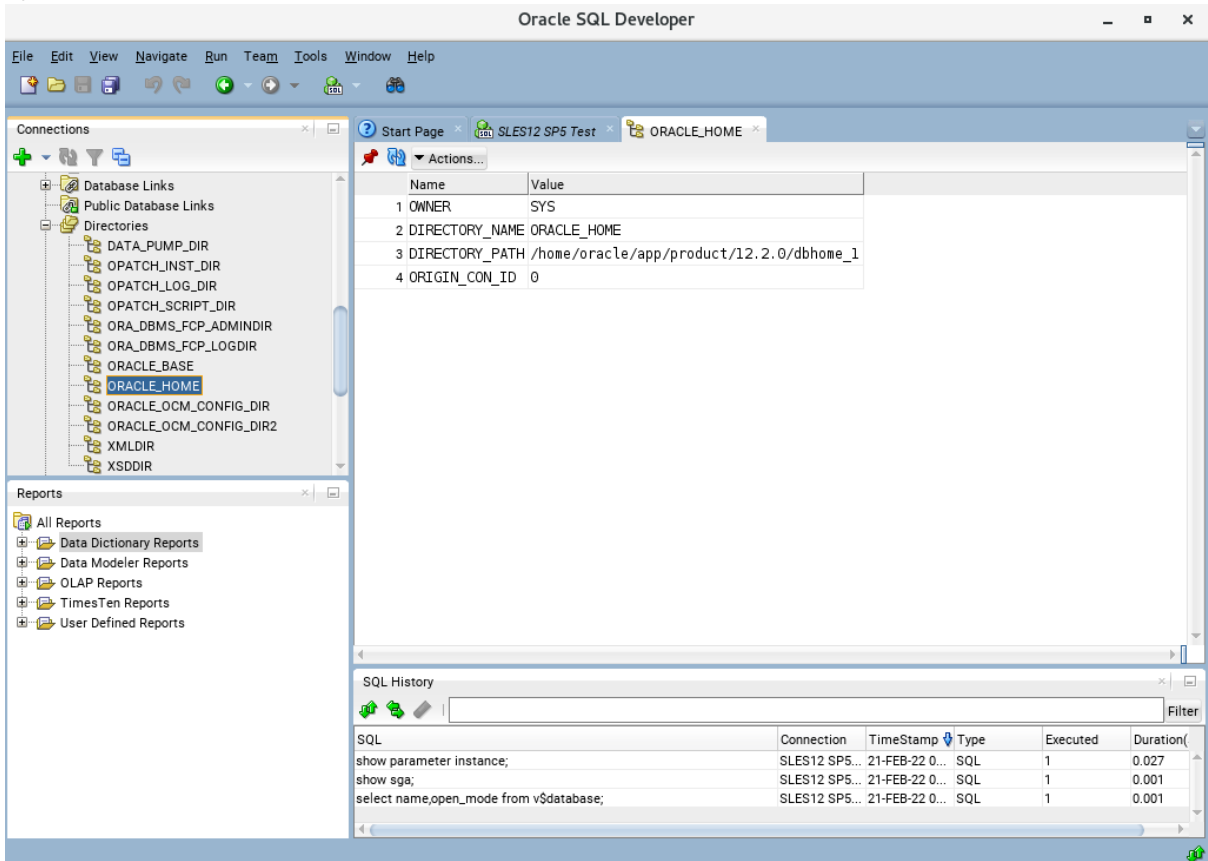 Oracle SQL Developer
File Edit View Navigate Run Team Tools Window Help
Connections
Database Links
Public Database Links
Directories
DATA_PUMP_DIR
OPATCH_INST_DIR
OPATCH_LOG_DIR
OPATCH_SCRIPT_DIR
ORA_DBMS_FCP_ADMINDIR
ORA_DBMS_FCP_LOGDIR
ORACLE_BASE
ORACLE_HOME
ORACLE_OCM_CONFIG_DIR
ORACLE_OCM_CONFIG_DIR2
XMLDIR
XSDDIR
Reports
All Reports
Data Dictionary Reports
Data Modeler Reports
OLAP Reports
TimesTen Reports
User Defined Reports
Start Page SLES12 SP5 Test ORACLE_HOME
Actions...
Name Value
1 OWNER SYS
2 DIRECTORY_NAME ORACLE_HOME
3 DIRECTORY_PATH /home/oracle/app/product/12.2.0/dbhome_1
4 ORIGIN_CON_ID 0
SQL History
Filter
SQL Connection TimeStamp Type Executed Duration(
show parameter instance; SLES12 SP5... 21-FEB-22 0... SQL 1 0.027
show sga; SLES12 SP5... 21-FEB-22 0... SQL 1 0.001
select name,open_mode from v$database; SLES12 SP5... 21-FEB-22 0... SQL 1 0.001